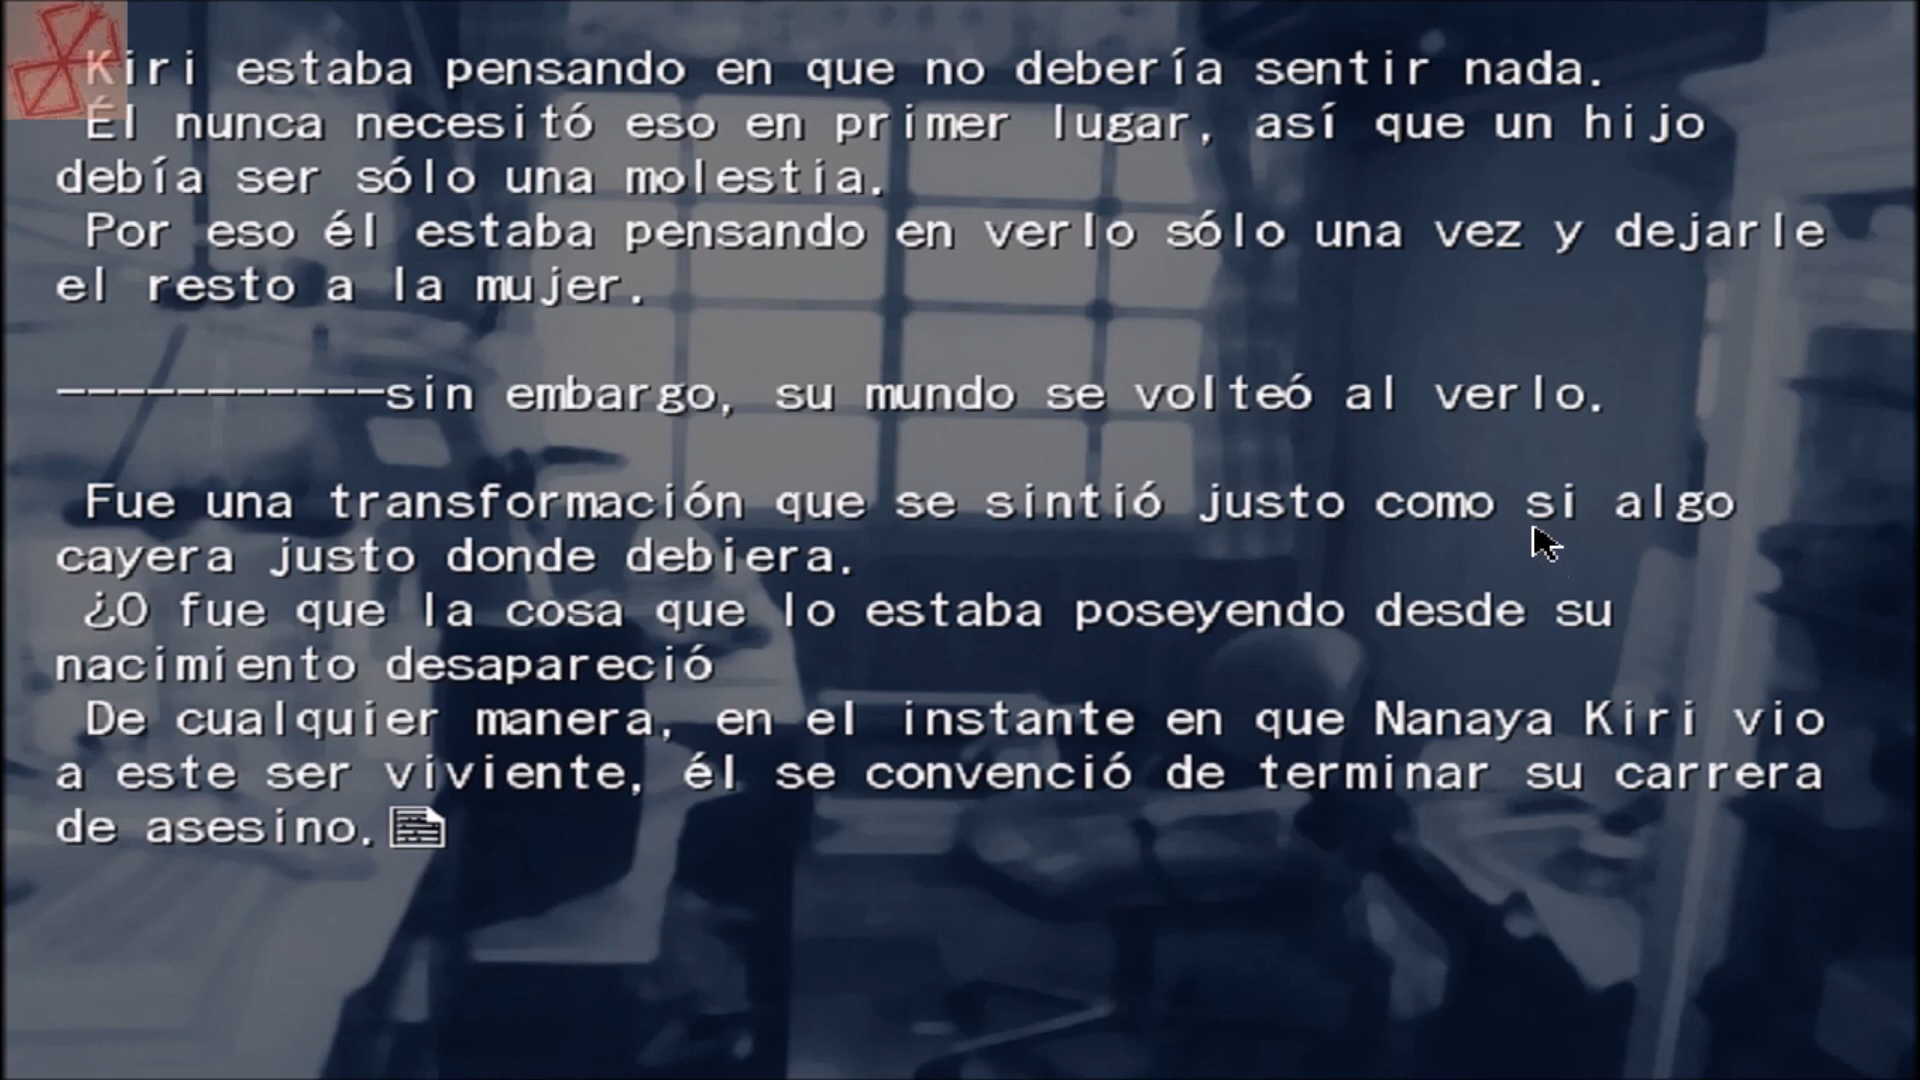 Kiri estaba pensando en que no debería sentir nada.
Él nunca necesitó eso en primer lugar, así que un hijo
debía ser sólo una molestia.
Por eso él estaba pensando en verlo sólo una vez y dejarle
el resto a la mujer.
-----------sin embargo, su mundo se volteó al verlo.
Fue una transformación que se sintió justo como si algo
cayera justo donde debiera.
¿O fue que la cosa que lo estaba poseyendo desde su
nacimiento desapareció
De cualquier manera, en el instante en que Nanaya Kiri vio
a este ser viviente, él se convenció de terminar su carrera
de asesino.